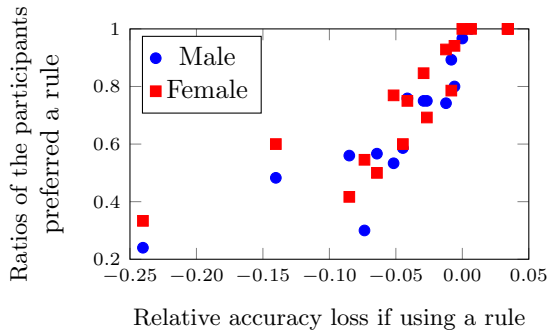 Ratios of the participants
preferred a rule
1
0.8
0.6
0.4
0.2
Male
Female
−0.25 −0.20 −0.15 −0.10 −0.05 0.00 0.05
Relative accuracy loss if using a rule